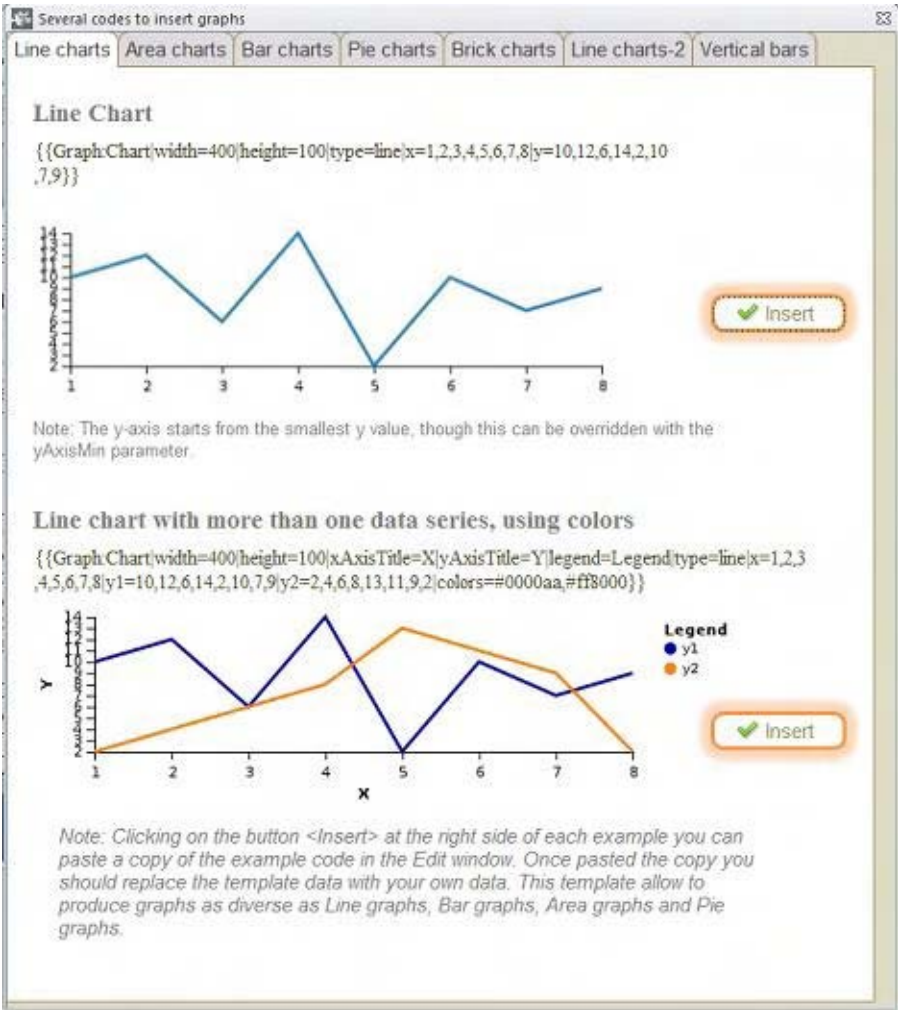 Several codes to insert graphs
Line charts Area charts Bar charts Pie charts Brick charts Line charts-2 Vertical bars
Line Chart
{{Graph:Chart|width=400|height=100|type=line|x=1,2,3,4,5,6,7,8|y=10,12,6,14,2,10
,7,9}}
14
2
1 2 3 4 5 6 7 8
Insert
Note: The y-axis starts from the smallest y value, though this can be overridden with the
yAxisMin parameter.
Line chart with more than one data series, using colors
{{Graph:Chart|width=400|height=100|xAxisTitle=X|yAxisTitle=Y|legend=Legend|type=line|x=1,2,3
,4,5,6,7,8|y1=10,12,6,14,2,10,7,9|y2=2,4,6,8,13,11,9,2|colors=#0000aa,#ff8000}}
14
10
2
Y
1 2 3 4 5 6 7 8
X
Legend
y1
y2
Insert
Note: Clicking on the button <Insert> at the right side of each example you can
paste a copy of the example code in the Edit window. Once pasted the copy you
should replace the template data with your own data. This template allow to
produce graphs as diverse as Line graphs, Bar graphs, Area graphs and Pie
graphs.